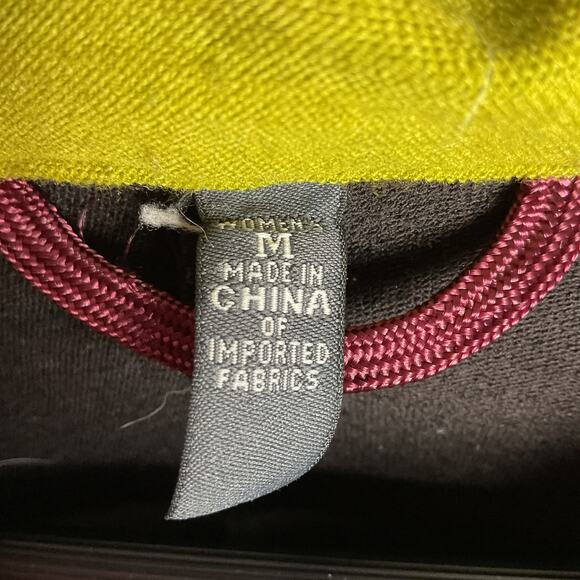 WOMEN'S
M
MADE IN
CHINA
OF
IMPORTED
FABRICS